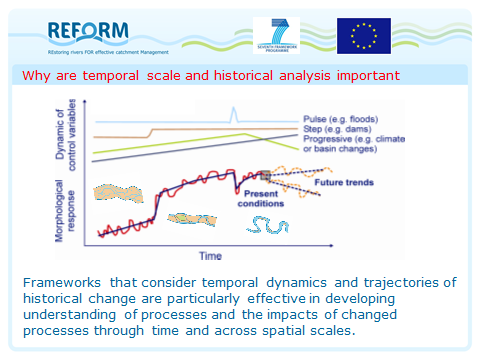 REFORM
REstoring rivers FOR effective catchment Management
SEVENTH FRAMEWORK
PROGRAMME
Why are temporal scale and historical analysis important
Dynamic of
control variables
Pulse (e.g. floods)
Step (e.g. dams)
Progressive (e.g. climate
or basin changes)
Morphological
response
Present
conditions
Future trends
Time
Frameworks that consider temporal dynamics and trajectories of
historical change are particularly effective in developing
understanding of processes and the impacts of changed
processes through time and across spatial scales.